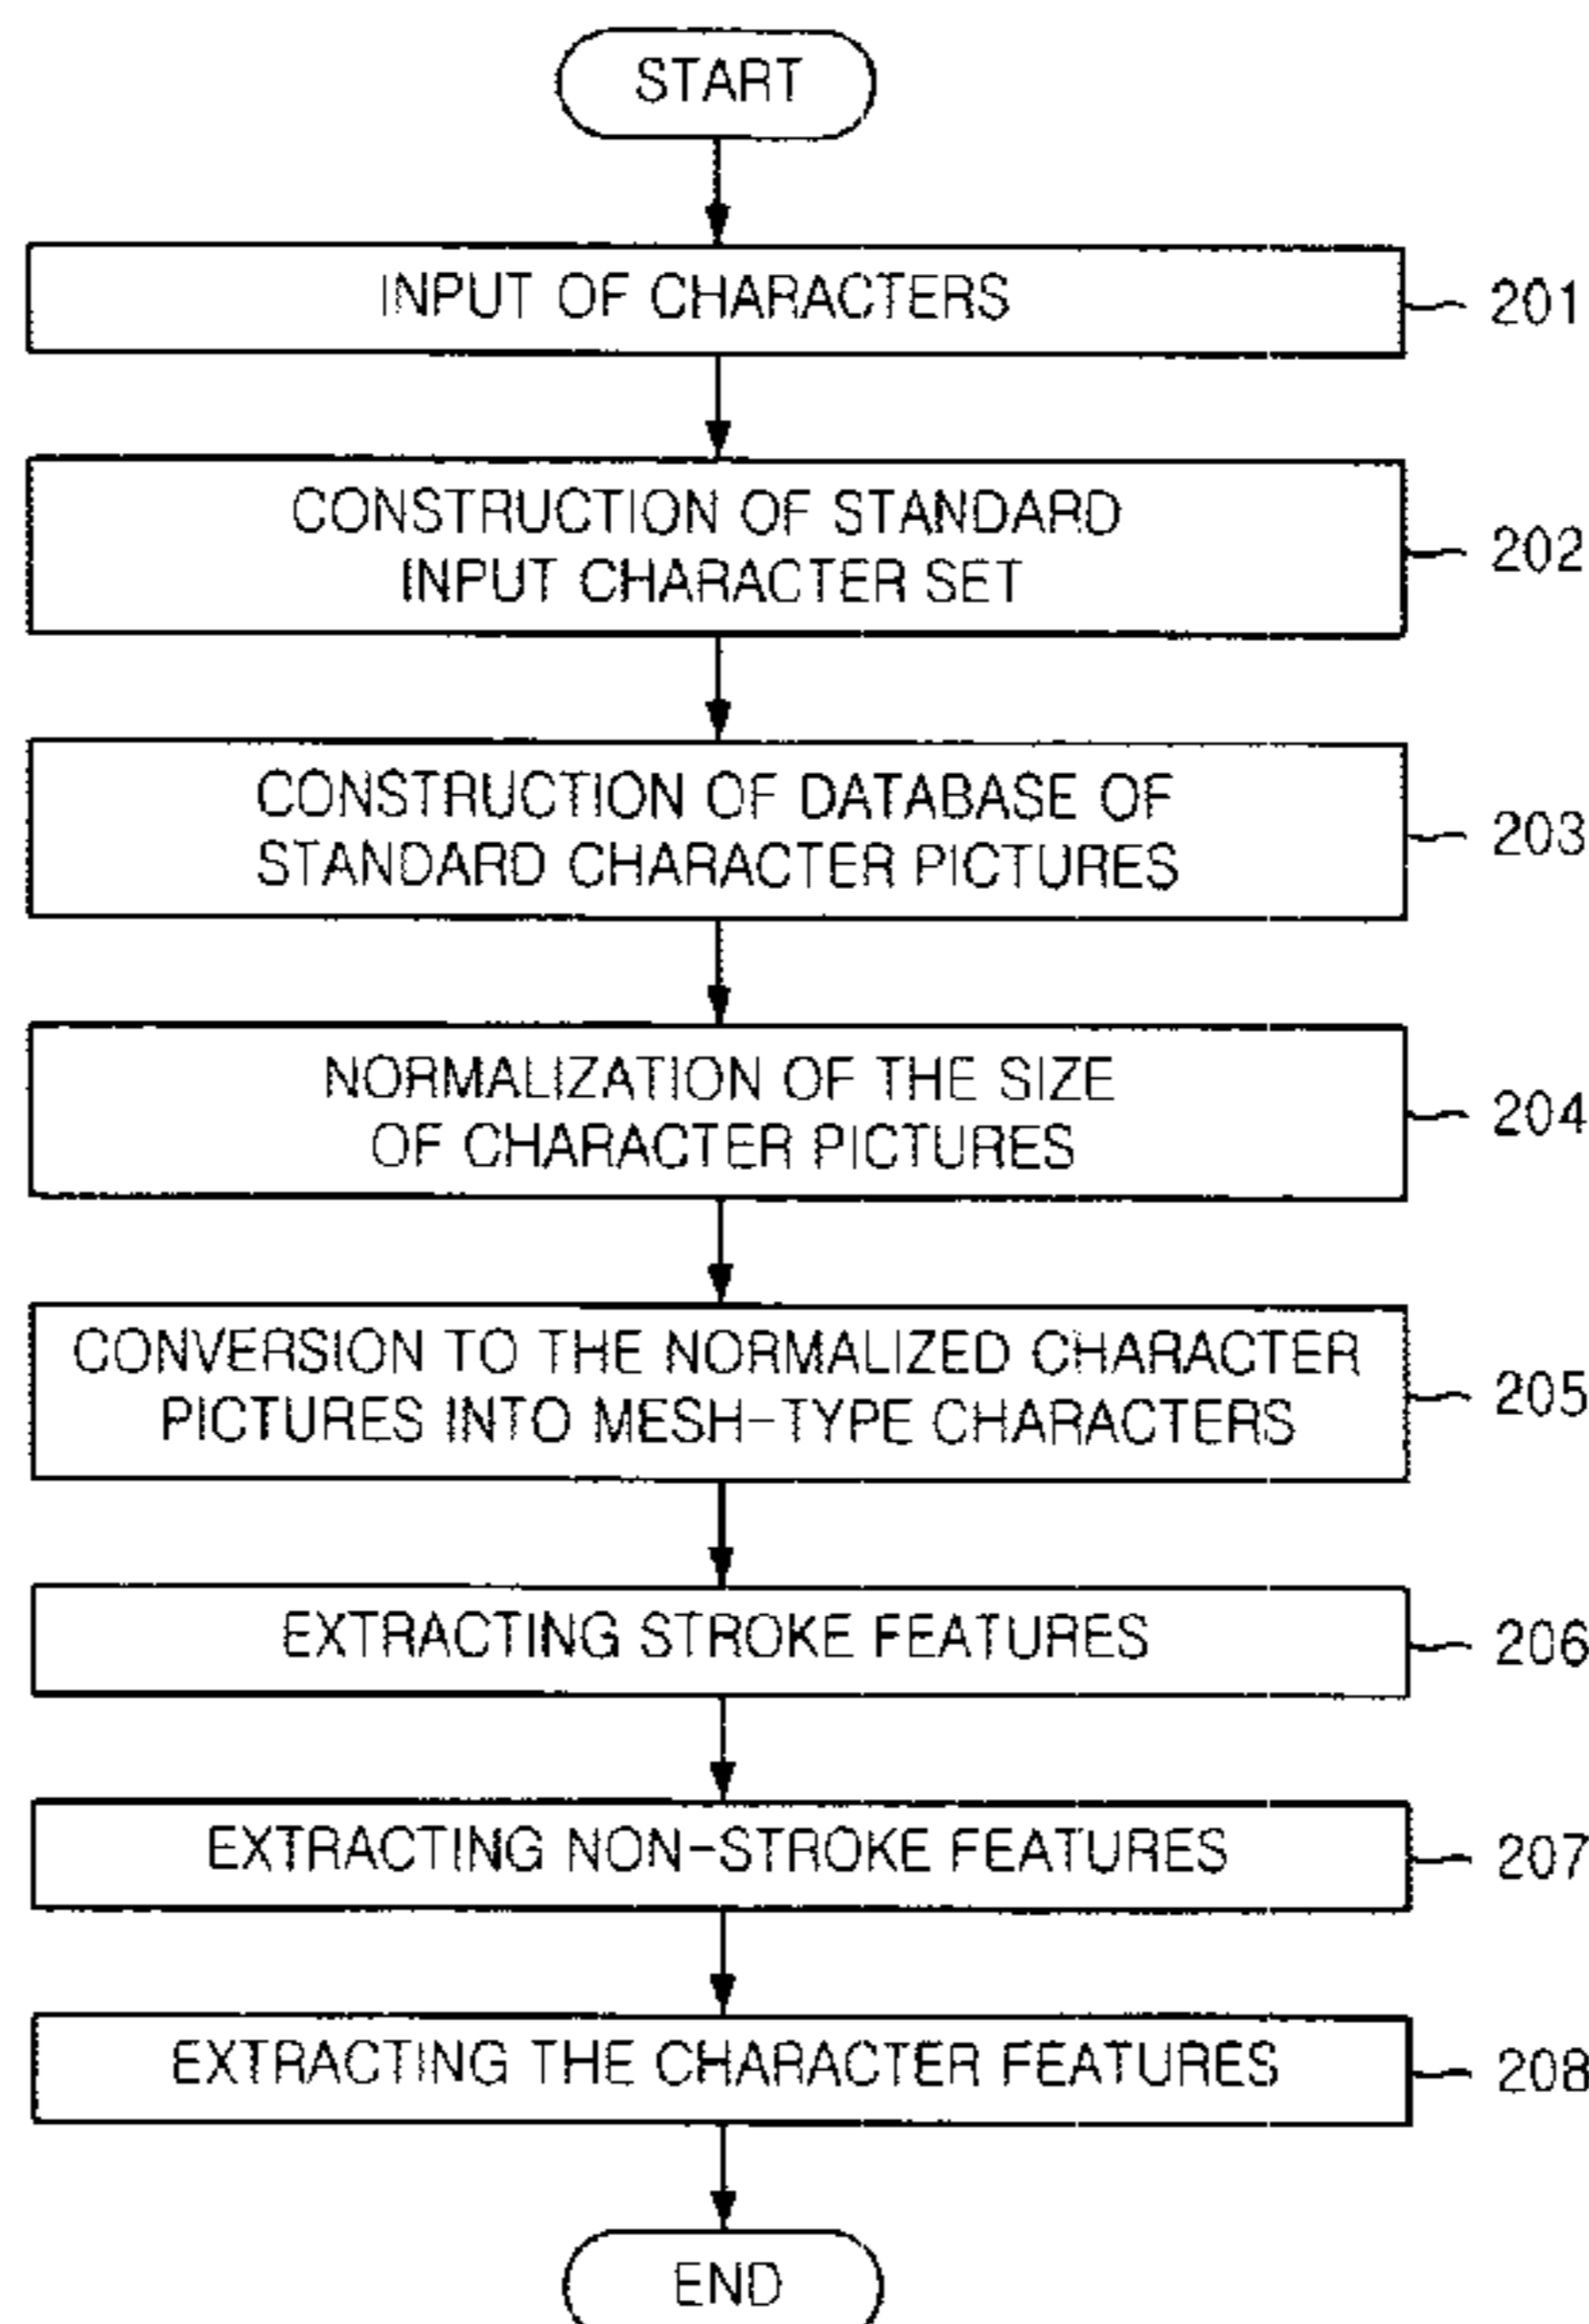 START
INPUT OF CHARACTERS
201
CONSTRUCTION OF STANDARD
INPUT CHARACTER SET
202
CONSTRUCTION OF DATABASE OF
STANDARD CHARACTER PICTURES
203
NORMALIZATION OF THE SIZE
OF CHARACTER PICTURES
204
CONVERSION TO THE NORMALIZED CHARACTER
PICTURES INTO MESH-TYPE CHARACTERS
205
EXTRACTING STROKE FEATURES
206
EXTRACTING NON-STROKE FEATURES
207
EXTRACTING THE CHARACTER FEATURES
208
END